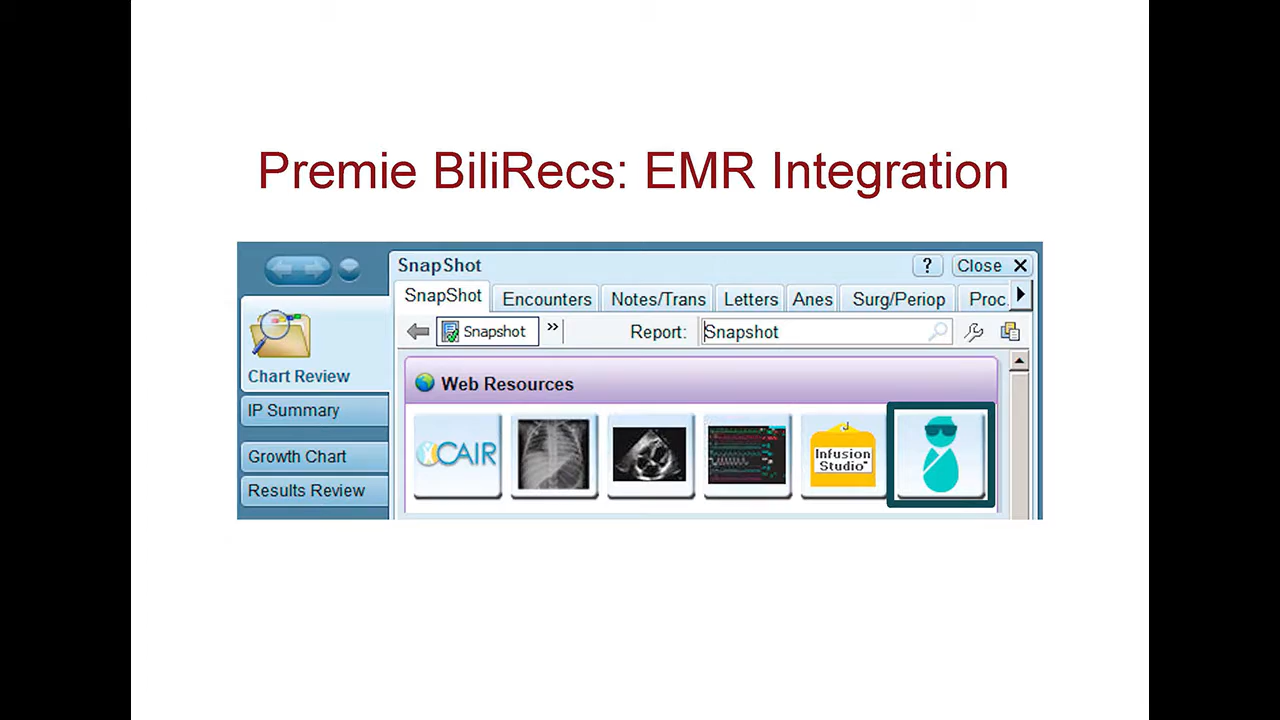 Premie BiliRecs: EMR Integration
SnapShot
? Close X
SnapShot Encounters Notes/Trans Letters Anes Surg/Periop Proc.
Snapshot » Report: Snapshot
Chart Review
IP Summary
Growth Chart
Results Review
Web Resources
CAIR
Infusion
Studio™